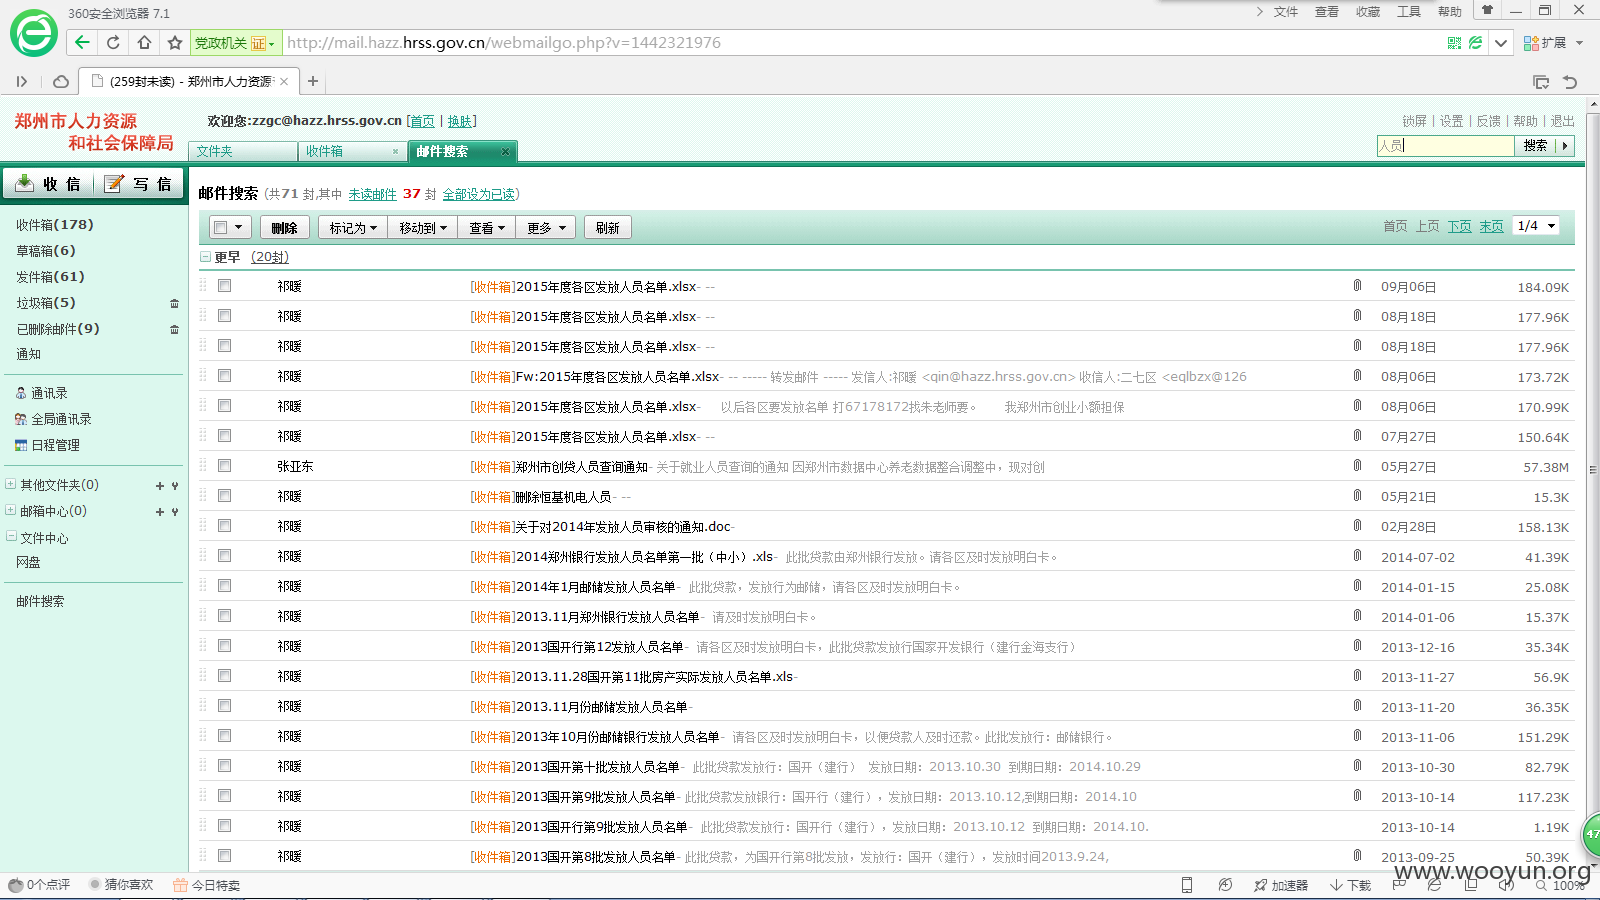 360安全浏览器 7.1
文件 查看 收藏 工具 帮助
党政机关 证 http://mail.hazz.hrss.gov.cn/webmailgo.php?v=1442321976 扩展
(259封未读) - 郑州市人力资源
郑州市人力资源
和社会保障局
欢迎您:zzgc@hazz.hrss.gov.cn [首页 | 换肤]
锁屏 | 设置 | 反馈 | 帮助 | 退出
文件夹 收件箱 邮件搜索
人员 搜索
收 信 写 信
收件箱(178)
草稿箱(6)
发件箱(61)
垃圾箱(5)
已删除邮件(9)
通知
通讯录
全局通讯录
日程管理
其他文件夹(0)
邮箱中心(0)
文件中心
网盘
邮件搜索
邮件搜索 (共71 封,其中 未读邮件 37 封 全部设为已读)
删除 标记为 移动到 查看 更多 刷新 首页 上页 下页 末页 1/4
更早 (20封)
祁暖 [收件箱]2015年度各区发放人员名单.xlsx- -- 09月06日 184.09K
祁暖 [收件箱]2015年度各区发放人员名单.xlsx- -- 08月18日 177.96K
祁暖 [收件箱]2015年度各区发放人员名单.xlsx- -- 08月18日 177.96K
祁暖 [收件箱]Fw:2015年度各区发放人员名单.xlsx- -- ----- 转发邮件 ----- 发信人:祁暖 <qin@hazz.hrss.gov.cn> 收信人:二七区 <eqlbzx@126 08月06日 173.72K
祁暖 [收件箱]2015年度各区发放人员名单.xlsx- 以后各区要发放名单 打67178172找朱老师要。 我郑州市创业小额担保 08月06日 170.99K
祁暖 [收件箱]2015年度各区发放人员名单.xlsx- -- 07月27日 150.64K
张亚东 [收件箱]郑州市创贷人员查询通知- 关于就业人员查询的通知 因郑州市数据中心养老数据整合调整中，现对创 05月27日 57.38M
祁暖 [收件箱]删除恒基机电人员- -- 05月21日 15.3K
祁暖 [收件箱]关于对2014年发放人员审核的通知.doc- 02月28日 158.13K
祁暖 [收件箱]2014郑州银行发放人员名单第一批（中小）.xls- 此批贷款由郑州银行发放。请各区及时发放明白卡。 2014-07-02 41.39K
祁暖 [收件箱]2014年1月邮储发放人员名单- 此批贷款，发放行为邮储，请各区及时发放明白卡。 2014-01-15 25.08K
祁暖 [收件箱]2013.11月郑州银行发放人员名单- 请及时发放明白卡。 2014-01-06 15.37K
祁暖 [收件箱]2013国开行第12发放人员名单- 请各区及时发放明白卡，此批贷款发放行国家开发银行（建行金海支行） 2013-12-16 35.34K
祁暖 [收件箱]2013.11.28国开第11批房产实际发放人员名单.xls- 2013-11-27 56.9K
祁暖 [收件箱]2013.11月份邮储发放人员名单- 2013-11-20 36.35K
祁暖 [收件箱]2013年10月份邮储银行发放人员名单- 请各区及时发放明白卡，以便贷款人及时还款。此批发放行：邮储银行。 2013-11-06 151.29K
祁暖 [收件箱]2013国开第十批发放人员名单- 此批贷款发放行：国开（建行） 发放日期：2013.10.30 到期日期：2014.10.29 2013-10-30 82.79K
祁暖 [收件箱]2013国开第9批发放人员名单- 此批贷款发放银行：国开行（建行），发放日期：2013.10.12,到期日期：2014.10 2013-10-14 117.23K
祁暖 [收件箱]2013国开行第9批发放人员名单- 此批贷款发放行：国开行（建行），发放日期：2013.10.12 到期日期：2014.10. 2013-10-14 1.19K
祁暖 [收件箱]2013国开第8批发放人员名单- 此批贷款，为国开行第8批发放，发放行：国开（建行），发放时间2013.9.24, 2013-09-25 50.39K
47
www.wooyun.org
0个点评 猜你喜欢 今日特卖 加速器 下载 100%